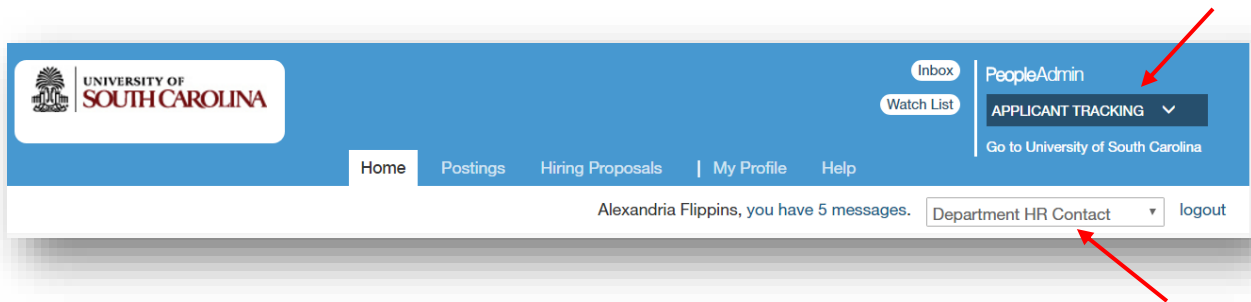 UNIVERSITY OF
SOUTH CAROLINA
Inbox
Watch List
PeopleAdmin
APPLICANT TRACKING
Go to University of South Carolina
Home Postings Hiring Proposals | My Profile Help
Alexandria Flippins, you have 5 messages. Department HR Contact logout